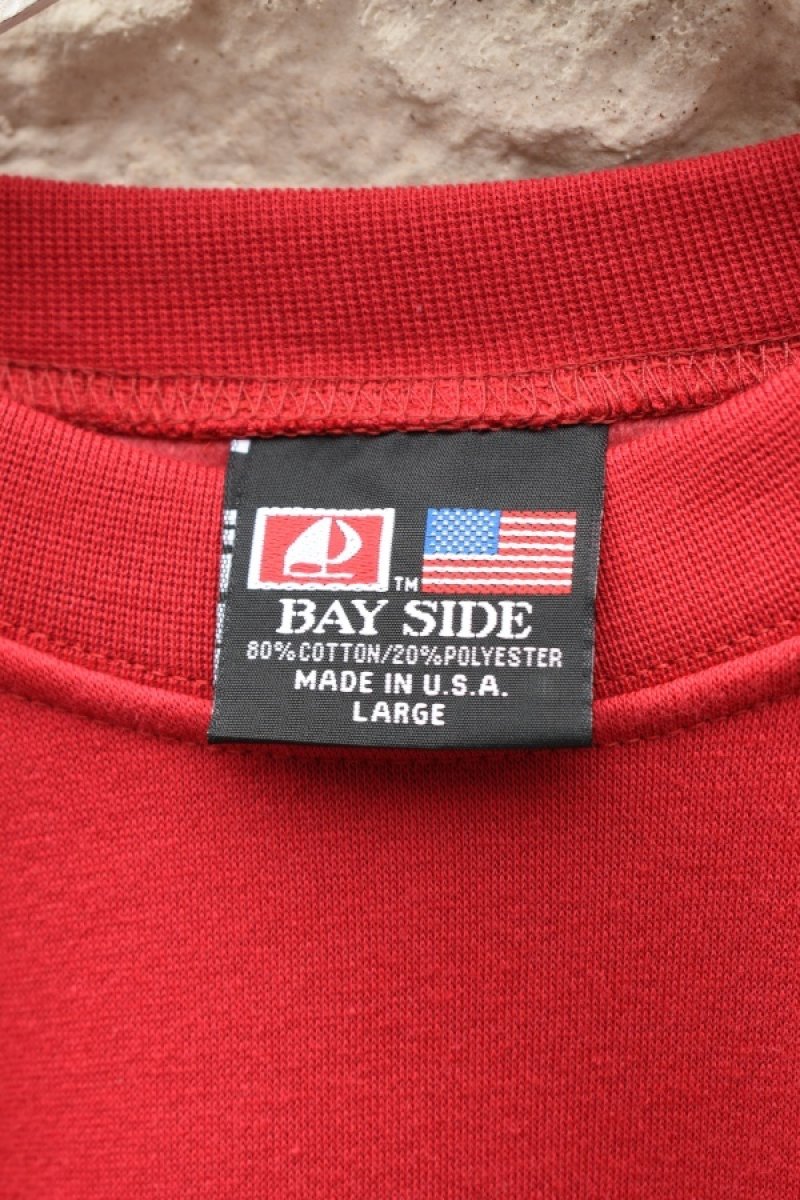 TM
BAY SIDE
80%COTTON/20%POLYESTER
MADE IN U.S.A.
LARGE